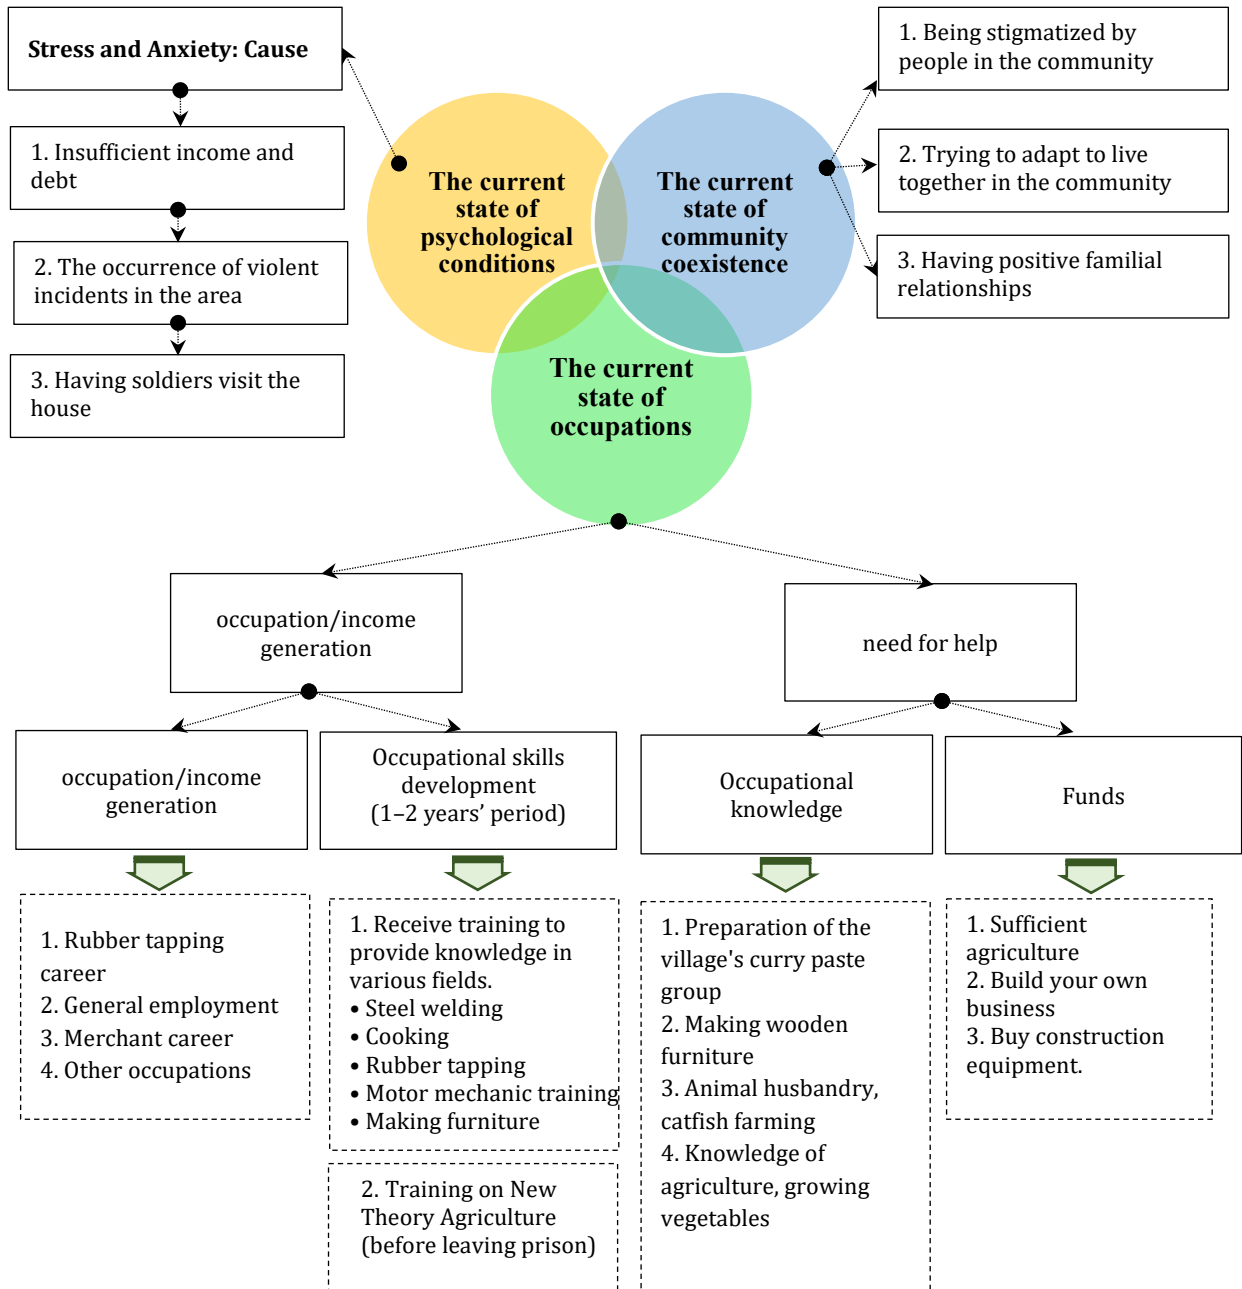 Stress and Anxiety: Cause
1. Insufficient income and
debt
2. The occurrence of violent
incidents in the area
3. Having soldiers visit the
house
The current
state of
psychological
conditions
The current
state of
community
coexistence
The current
state of
occupations
1. Being stigmatized by
people in the community
2. Trying to adapt to live
together in the community
3. Having positive familial
relationships
occupation/income
generation
need for help
occupation/income
generation
Occupational skills
development
(1–2 years’ period)
Occupational
knowledge
Funds
1. Rubber tapping
career
2. General employment
3. Merchant career
4. Other occupations
1. Receive training to
provide knowledge in
various fields.
• Steel welding
• Cooking
• Rubber tapping
• Motor mechanic training
• Making furniture
2. Training on New
Theory Agriculture
(before leaving prison)
1. Preparation of the
village's curry paste
group
2. Making wooden
furniture
3. Animal husbandry,
catfish farming
4. Knowledge of
agriculture, growing
vegetables
1. Sufficient
agriculture
2. Build your own
business
3. Buy construction
equipment.